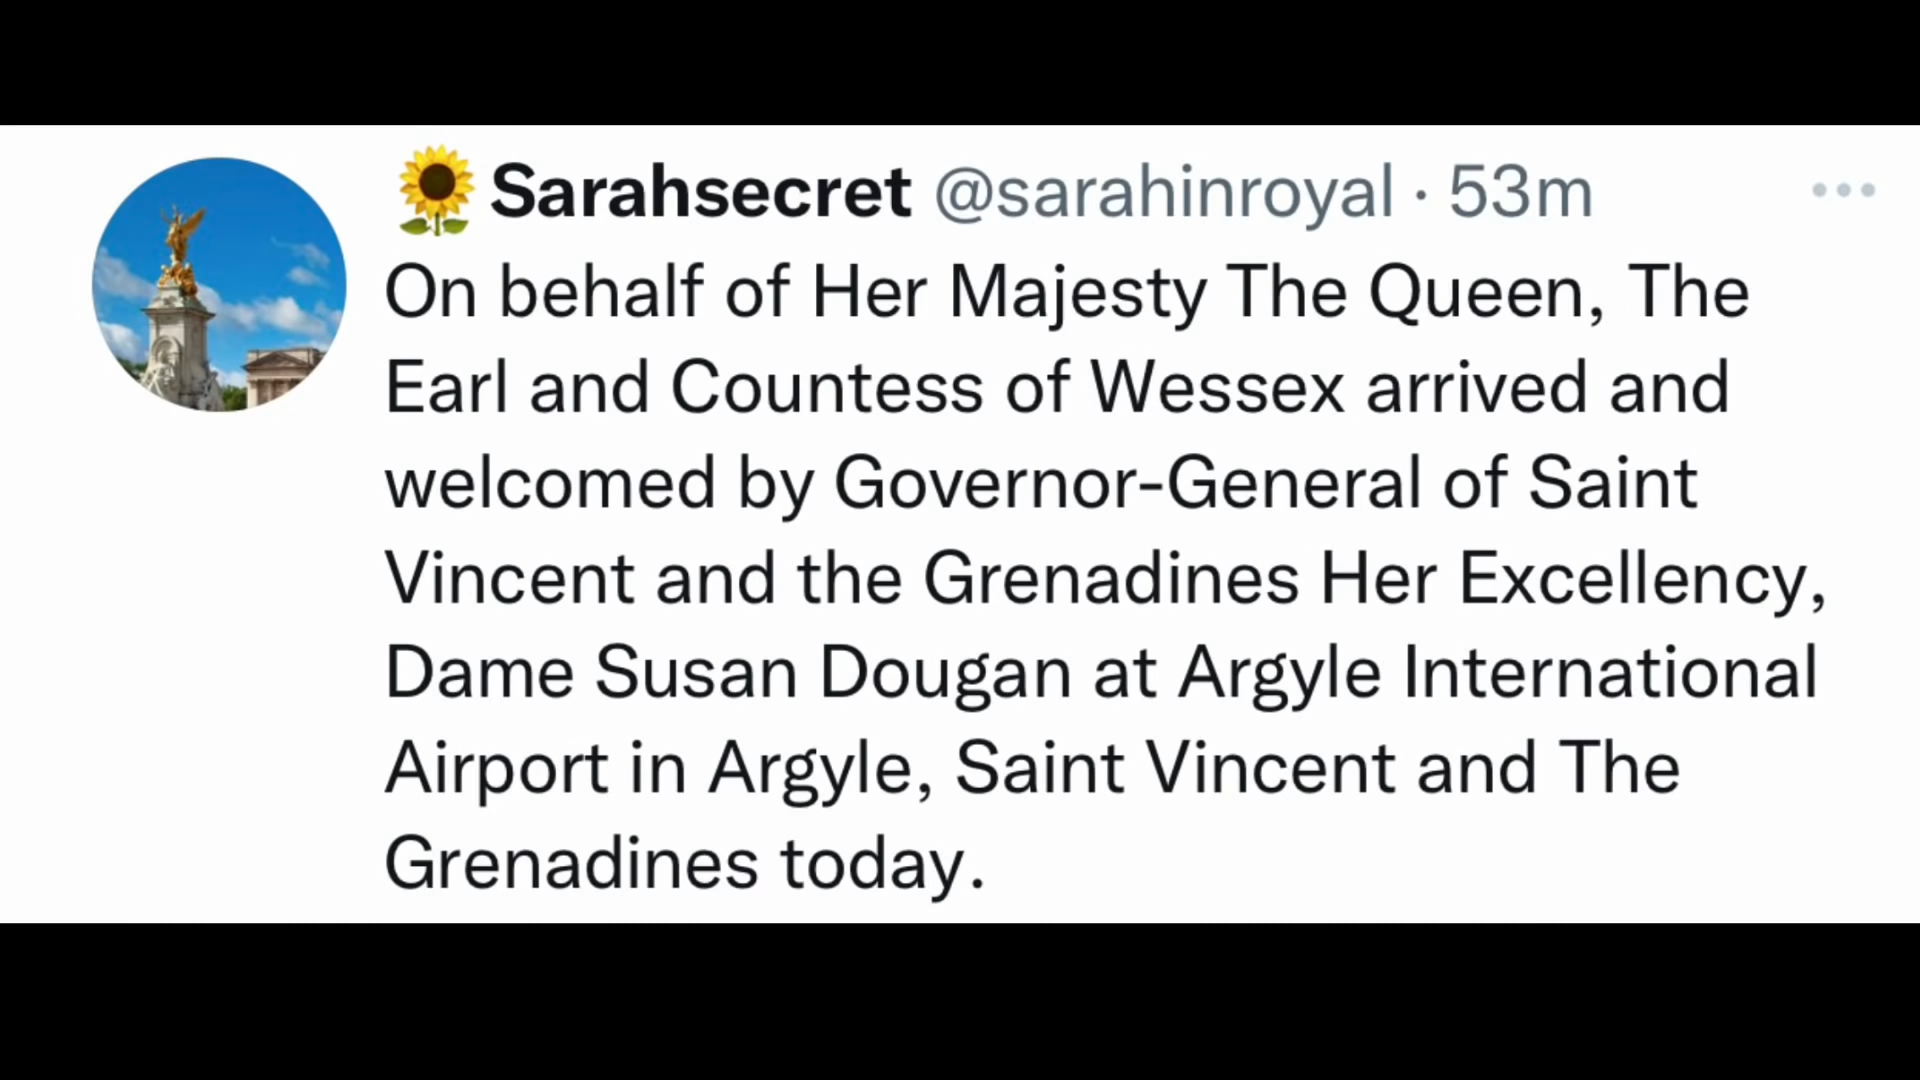 🌻Sarahsecret @sarahinroyal · 53m
On behalf of Her Majesty The Queen, The
Earl and Countess of Wessex arrived and
welcomed by Governor-General of Saint
Vincent and the Grenadines Her Excellency,
Dame Susan Dougan at Argyle International
Airport in Argyle, Saint Vincent and The
Grenadines today.